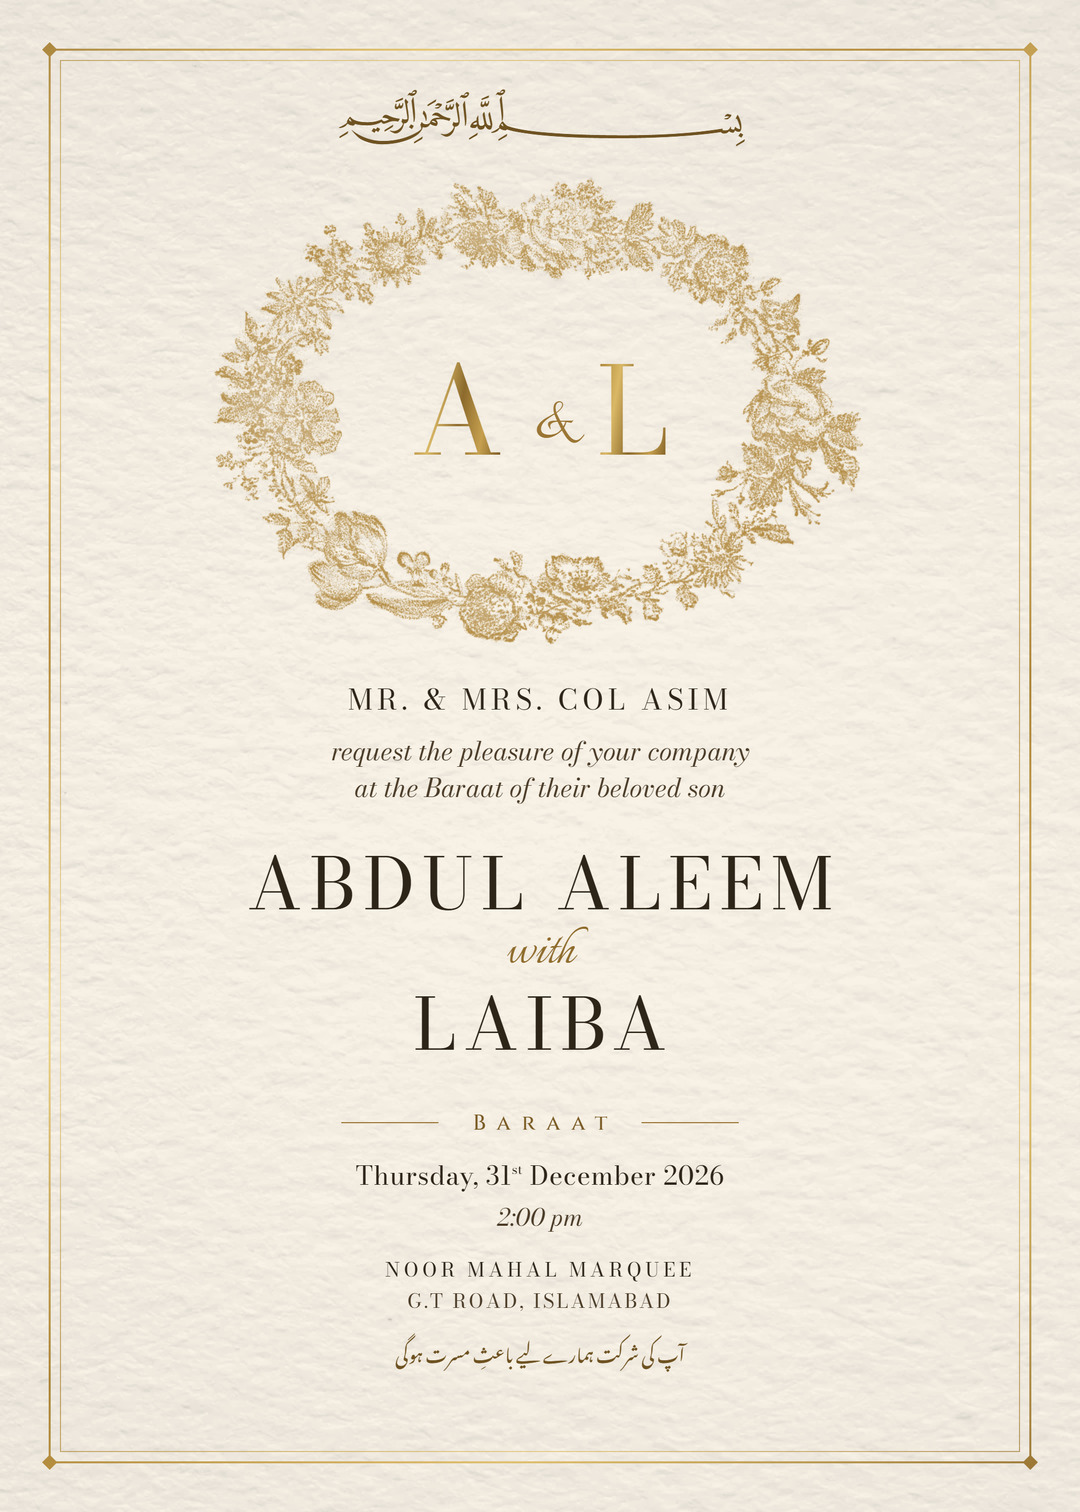 بِسْمِ اللَّهِ الرَّحْمَٰنِ الرَّحِيمِ
A & L
MR. & MRS. COL ASIM
request the pleasure of your company
at the Baraat of their beloved son
ABDUL ALEEM
with
LAIBA
BARAAT
Thursday, 31st December 2026
2:00 pm
NOOR MAHAL MARQUEE
G.T ROAD, ISLAMABAD
آپ کی شرکت ہمارے لیے باعثِ مسرت ہوگی